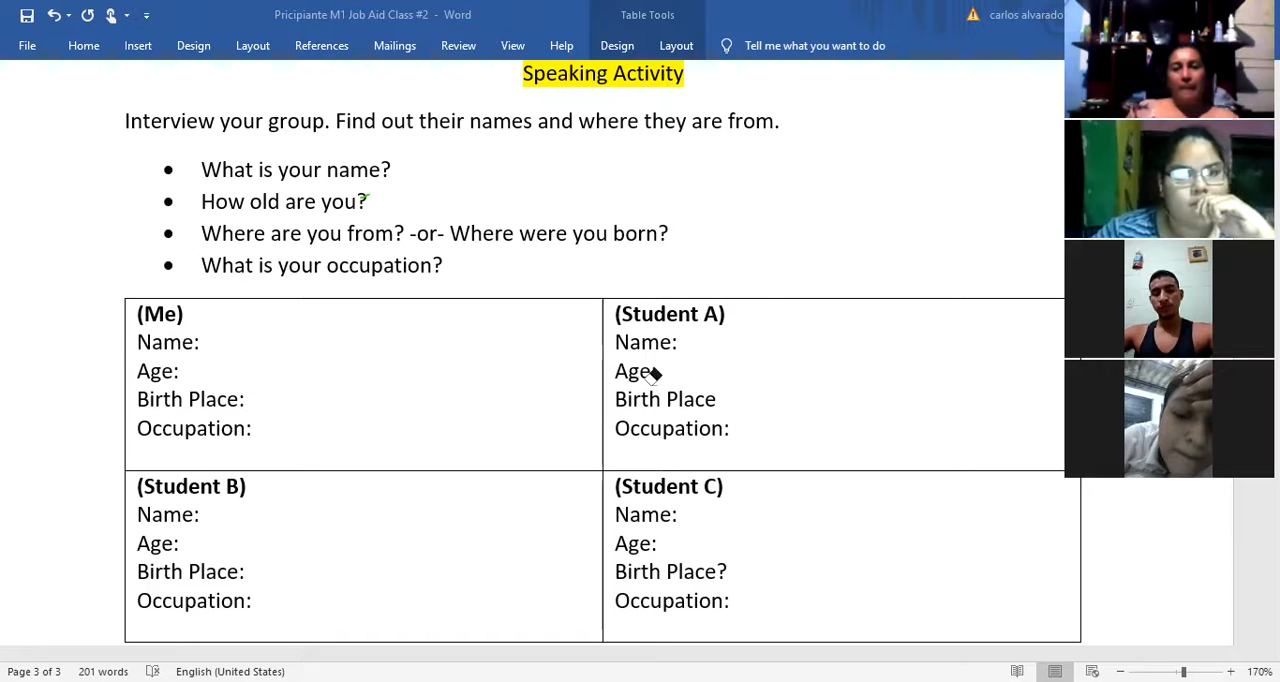 Pricipiante M1 Job Aid Class #2 - Word
Table Tools
carlos alvarado
File Home Insert Design Layout References Mailings Review View Help Design Layout Tell me what you want to do
Speaking Activity
Interview your group. Find out their names and where they are from.
• What is your name?
• How old are you?
• Where are you from? -or- Where were you born?
• What is your occupation?
(Me)
Name:
Age:
Birth Place:
Occupation:
(Student A)
Name:
Age:
Birth Place
Occupation:
(Student B)
Name:
Age:
Birth Place:
Occupation:
(Student C)
Name:
Age:
Birth Place?
Occupation:
Page 3 of 3 201 words English (United States) 170%